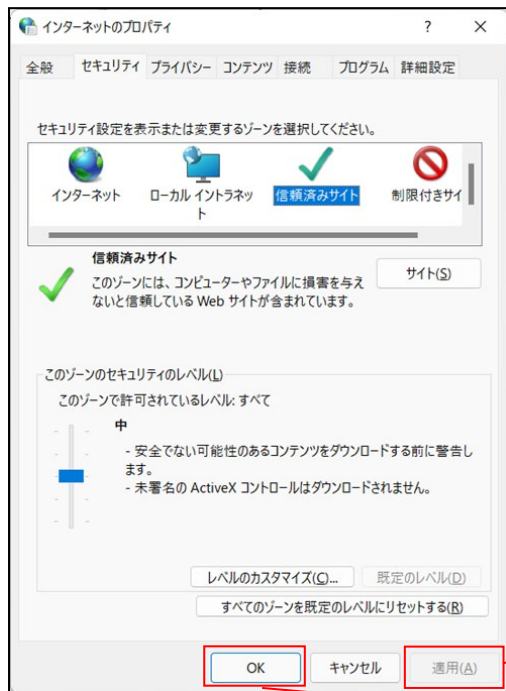 インターネットのプロパティ
?
×
全般 セキュリティ プライバシー コンテンツ 接続 プログラム 詳細設定
セキュリティ設定を表示または変更するゾーンを選択してください。
インターネット
ローカル イントラネッ
ト
信頼済みサイト
制限付きサイ
信頼済みサイト
このゾーンには、コンピューターやファイルに損害を与え
ないと信頼している Web サイトが含まれています。
サイト(S)
このゾーンのセキュリティのレベル(L)
このゾーンで許可されているレベル: すべて
中
- 安全でない可能性のあるコンテンツをダウンロードする前に警告し
ます。
- 未署名の ActiveX コントロールはダウンロードされません。
レベルのカスタマイズ(C)...
既定のレベル(D)
すべてのゾーンを既定のレベルにリセットする(R)
OK
キャンセル
適用(A)